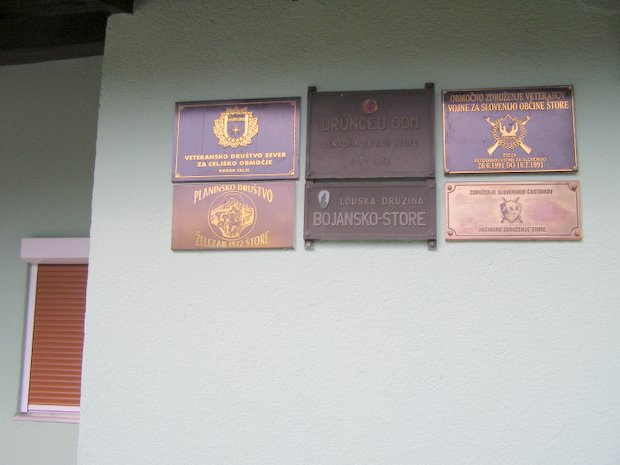 VETERANSKO DRUŠTVO SEVER
ZA CELJSKO OBMOČJE
ODBOR CELJE
DOM
OBMOČNO ZDRUŽENJE VETERANOV
VOJNE ZA SLOVENIJO OBČINE ŠTORE
ZVEZA
VETERANOV VOJNE ZA SLOVENIJO
26.6.1991 DO 18.7.1991
PLANINSKO DRUŠTVO
ŽELEZAR 1972 ŠTORE
LOVSKA DRUŽINA
BOJANSKO-ŠTORE
ZDRUŽENJE SLOVENSKIH ČASTNIKOV
OBČINSKO ZDRUŽENJE ŠTORE